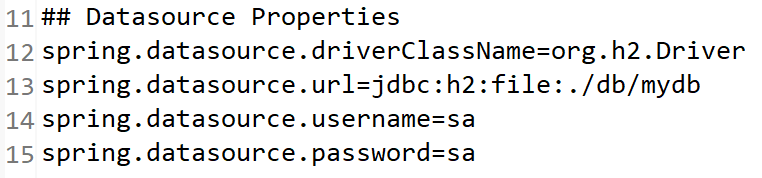 11 ## Datasource Properties
12 spring.datasource.driverClassName=org.h2.Driver
13 spring.datasource.url=jdbc:h2:file:./db/mydb
14 spring.datasource.username=sa
15 spring.datasource.password=sa